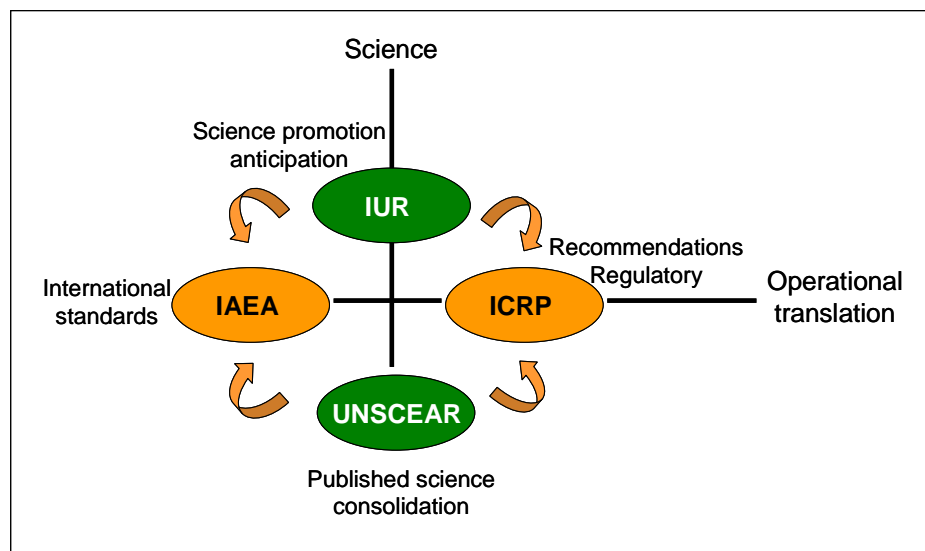 Science
Science promotion
anticipation
IUR
Recommendations
Regulatory
International
standards
IAEA
ICRP
Operational
translation
UNSCEAR
Published science
consolidation